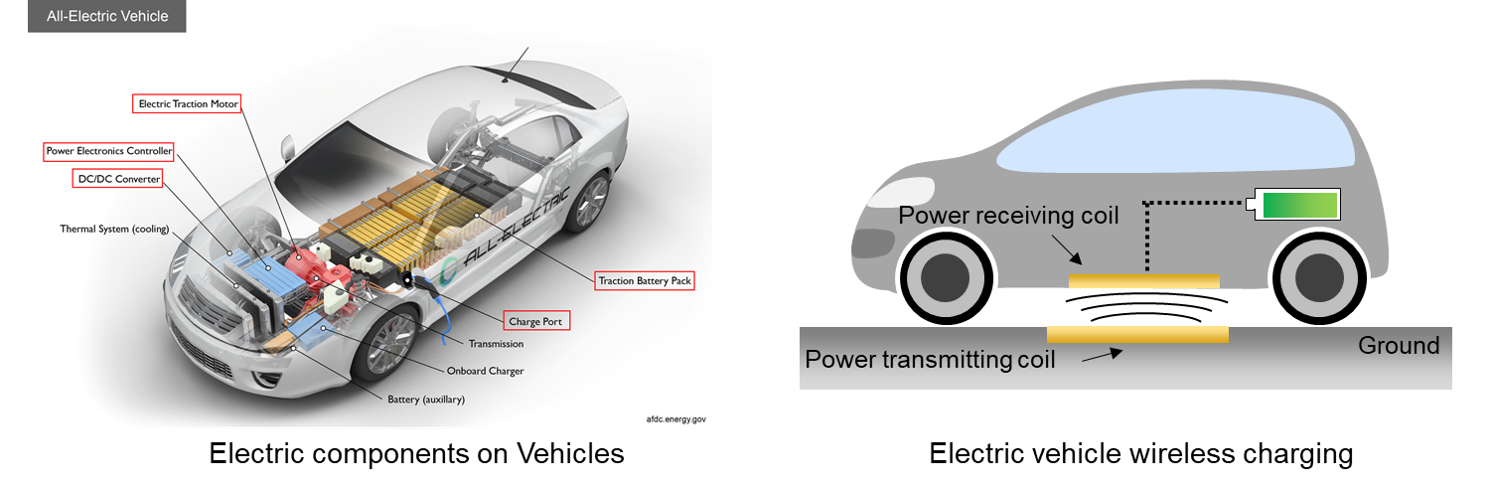 All-Electric Vehicle
Electric Traction Motor
Power Electronics Controller
DC/DC Converter
Thermal System (cooling)
ALL-ELECTRIC
Traction Battery Pack
Charge Port
Transmission
Onboard Charger
Battery (auxillary)
afdc.energy.gov
Electric components on Vehicles
Power receiving coil
Power transmitting coil
Ground
Electric vehicle wireless charging